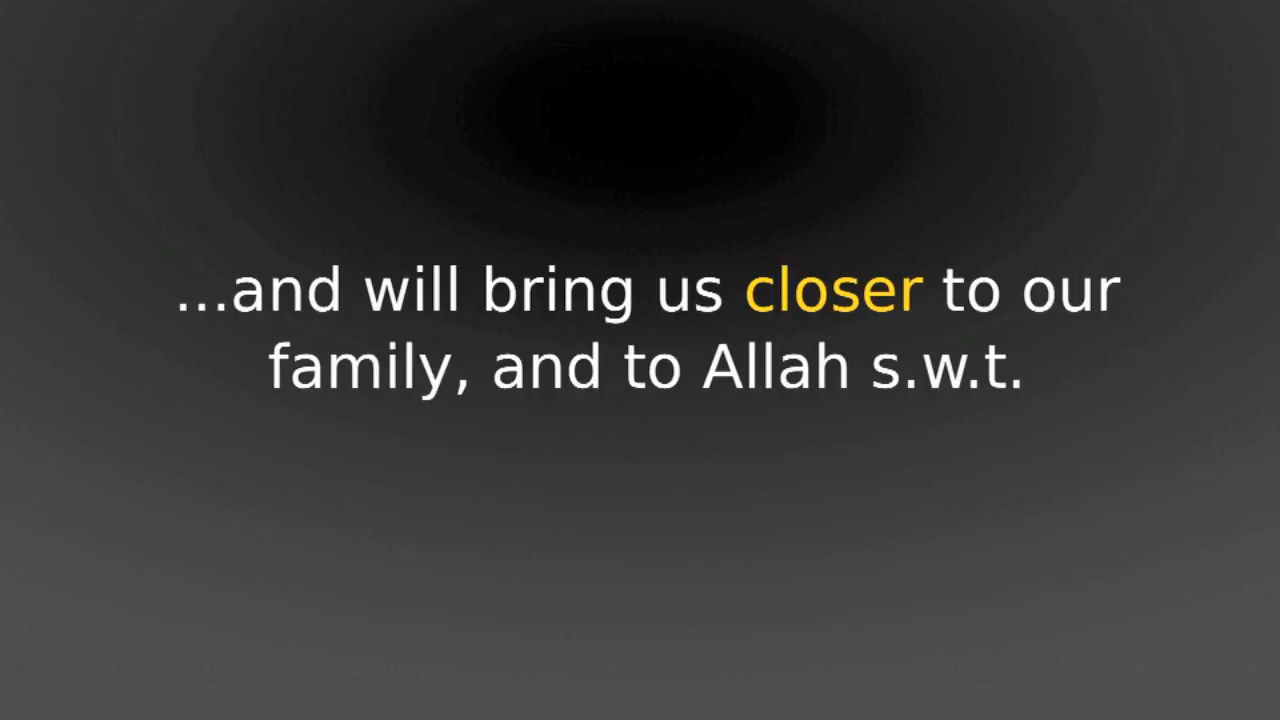 ...and will bring us closer to our
family, and to Allah s.w.t.